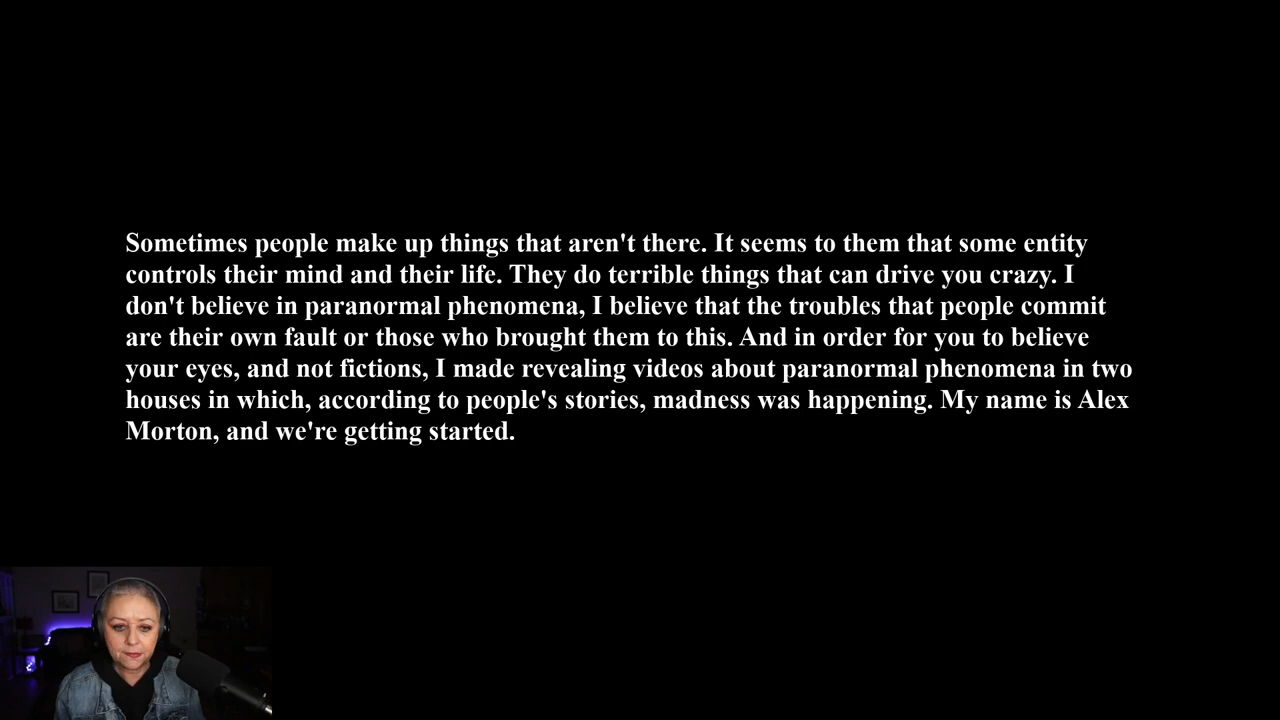 Sometimes people make up things that aren't there. It seems to them that some entity
controls their mind and their life. They do terrible things that can drive you crazy. I
don't believe in paranormal phenomena, I believe that the troubles that people commit
are their own fault or those who brought them to this. And in order for you to believe
your eyes, and not fictions, I made revealing videos about paranormal phenomena in two
houses in which, according to people's stories, madness was happening. My name is Alex
Morton, and we're getting started.